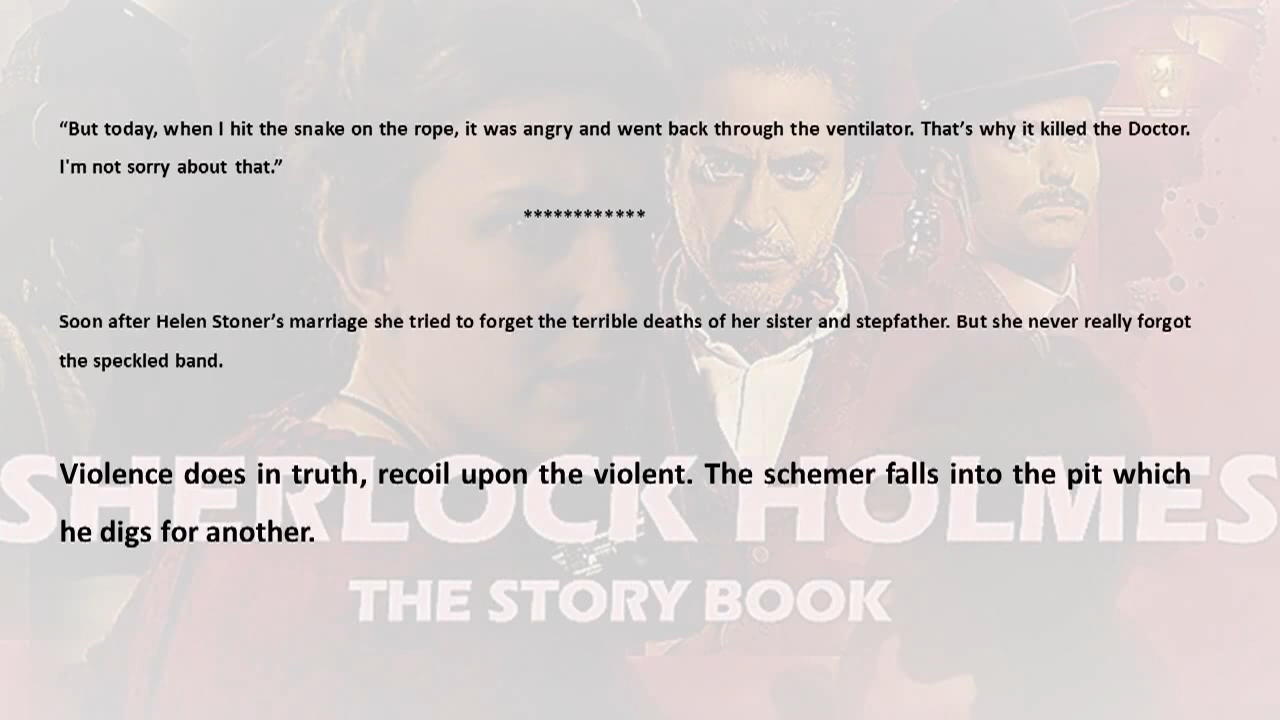 “But today, when I hit the snake on the rope, it was angry and went back through the ventilator. That’s why it killed the Doctor.
I'm not sorry about that.”
************
Soon after Helen Stoner’s marriage she tried to forget the terrible deaths of her sister and stepfather. But she never really forgot
the speckled band.
Violence does in truth, recoil upon the violent. The schemer falls into the pit which
he digs for another.
SHERLOCK HOLMES
THE STORY BOOK